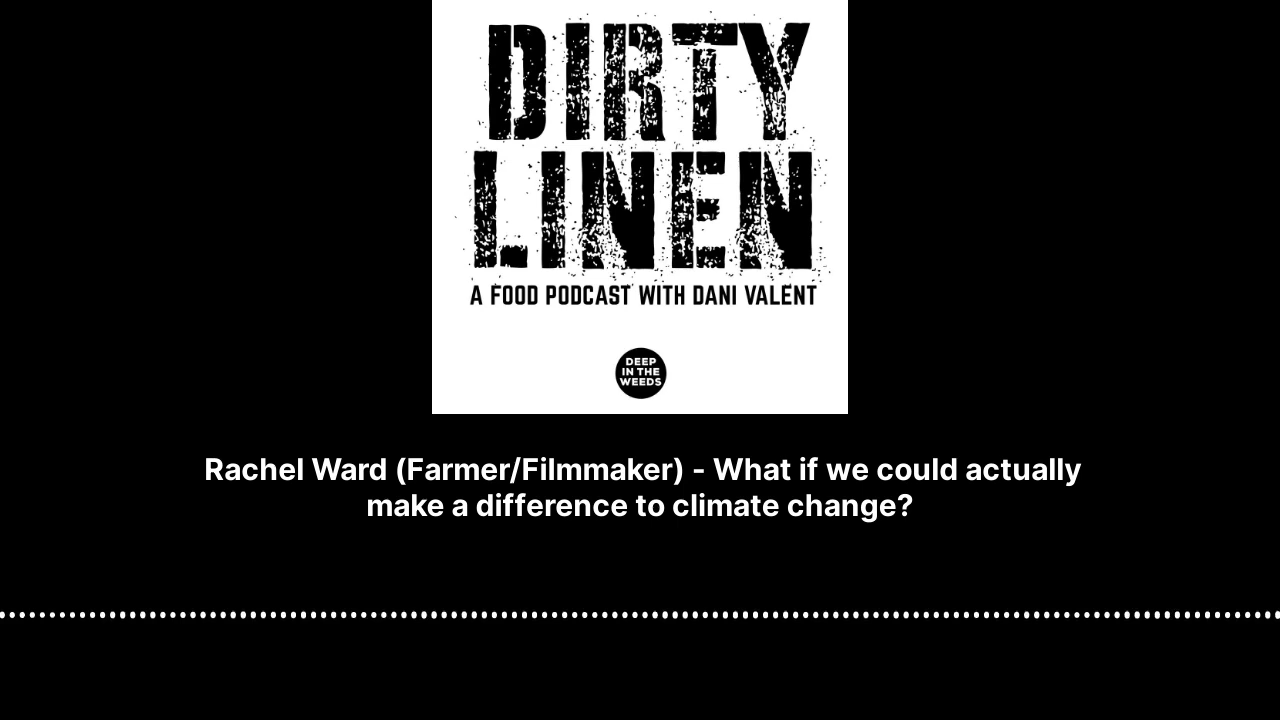 DIRTY
LINEN
A FOOD PODCAST WITH DANI VALENT
DEEP
IN THE
WEEDS
Rachel Ward (Farmer/Filmmaker) - What if we could actually
make a difference to climate change?